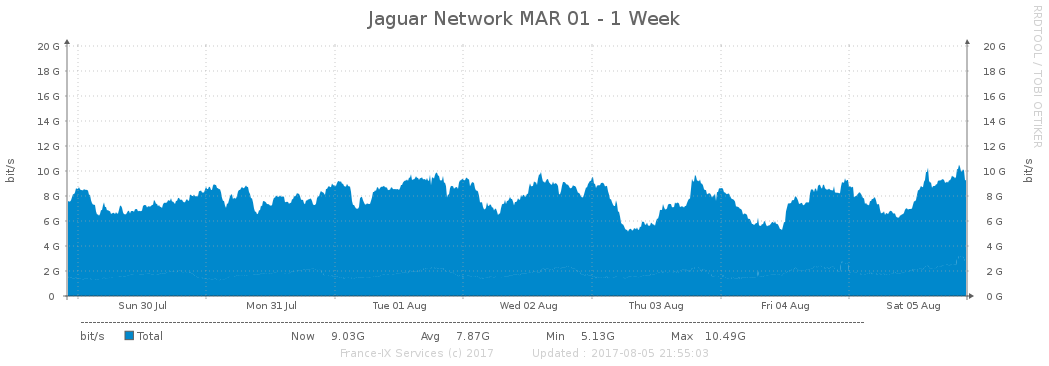 Jaguar Network MAR 01 - 1 Week
RRDTOOL / TOBI OETIKER
bit/s
20 G 20 G
18 G 18 G
16 G 16 G
14 G 14 G
12 G 12 G
10 G 10 G
8 G 8 G
6 G 6 G
4 G 4 G
2 G 2 G
0 0 G
bit/s
Sun 30 Jul Mon 31 Jul Tue 01 Aug Wed 02 Aug Thu 03 Aug Fri 04 Aug Sat 05 Aug
bit/s Total Now 9.03G Avg 7.87G Min 5.13G Max 10.49G
France-IX Services (c) 2017 Updated : 2017-08-05 21:55:03